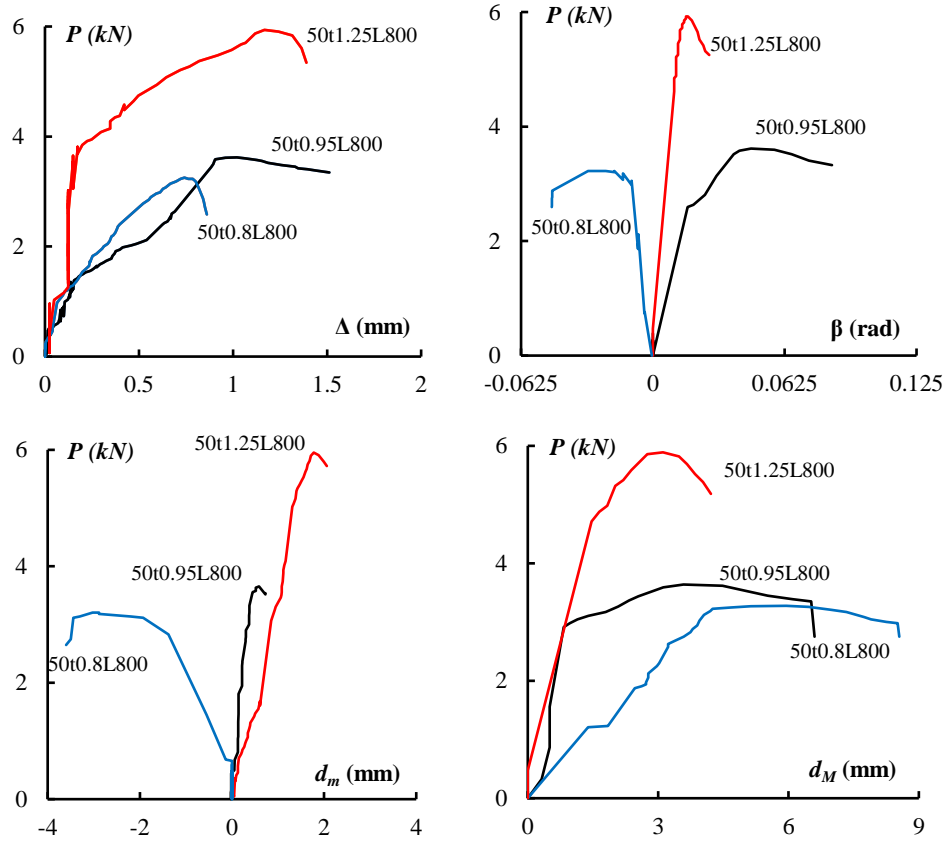 6
P (kN)
50t1.25L800
4
50t0.95L800
2
50t0.8L800
Δ (mm)
0
0 0.5 1 1.5 2
6
P (kN)
50t1.25L800
4
50t0.95L800
50t0.8L800
2
β (rad)
0
-0.0625 0 0.0625 0.125
6
P (kN)
50t1.25L800
4
50t0.95L800
2
50t0.8L800
dm (mm)
0
-4 -2 0 2 4
6
P (kN)
50t1.25L800
4
50t0.95L800
50t0.8L800
2
dM (mm)
0
0 3 6 9